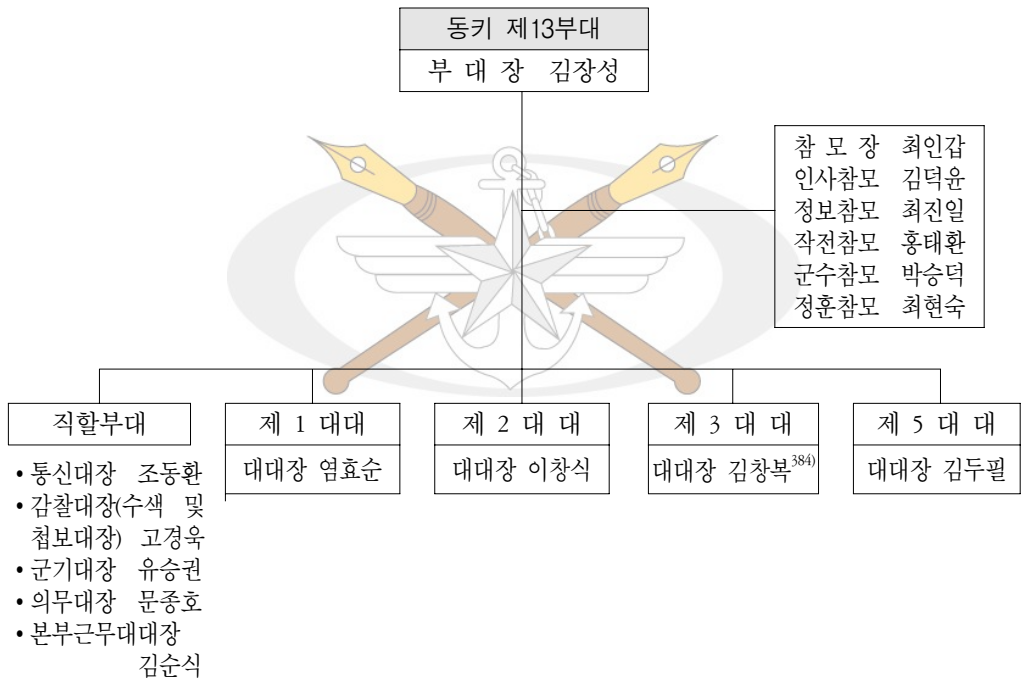 동키 제13부대
부 대 장 김장성
참 모 장 최인갑
인사참모 김덕윤
정보참모 최진일
작전참모 홍태환
군수참모 박승덕
정훈참모 최현숙
직할부대
• 통신대장 조동환
• 감찰대장(수색 및
첩보대장) 고경욱
• 군기대장 유승권
• 의무대장 문종호
• 본부근무대대장
김순식
제 1 대대
대대장 염효순
제 2 대 대
대대장 이창식
제 3 대 대
대대장 김창복384)
제 5 대 대
대대장 김두필